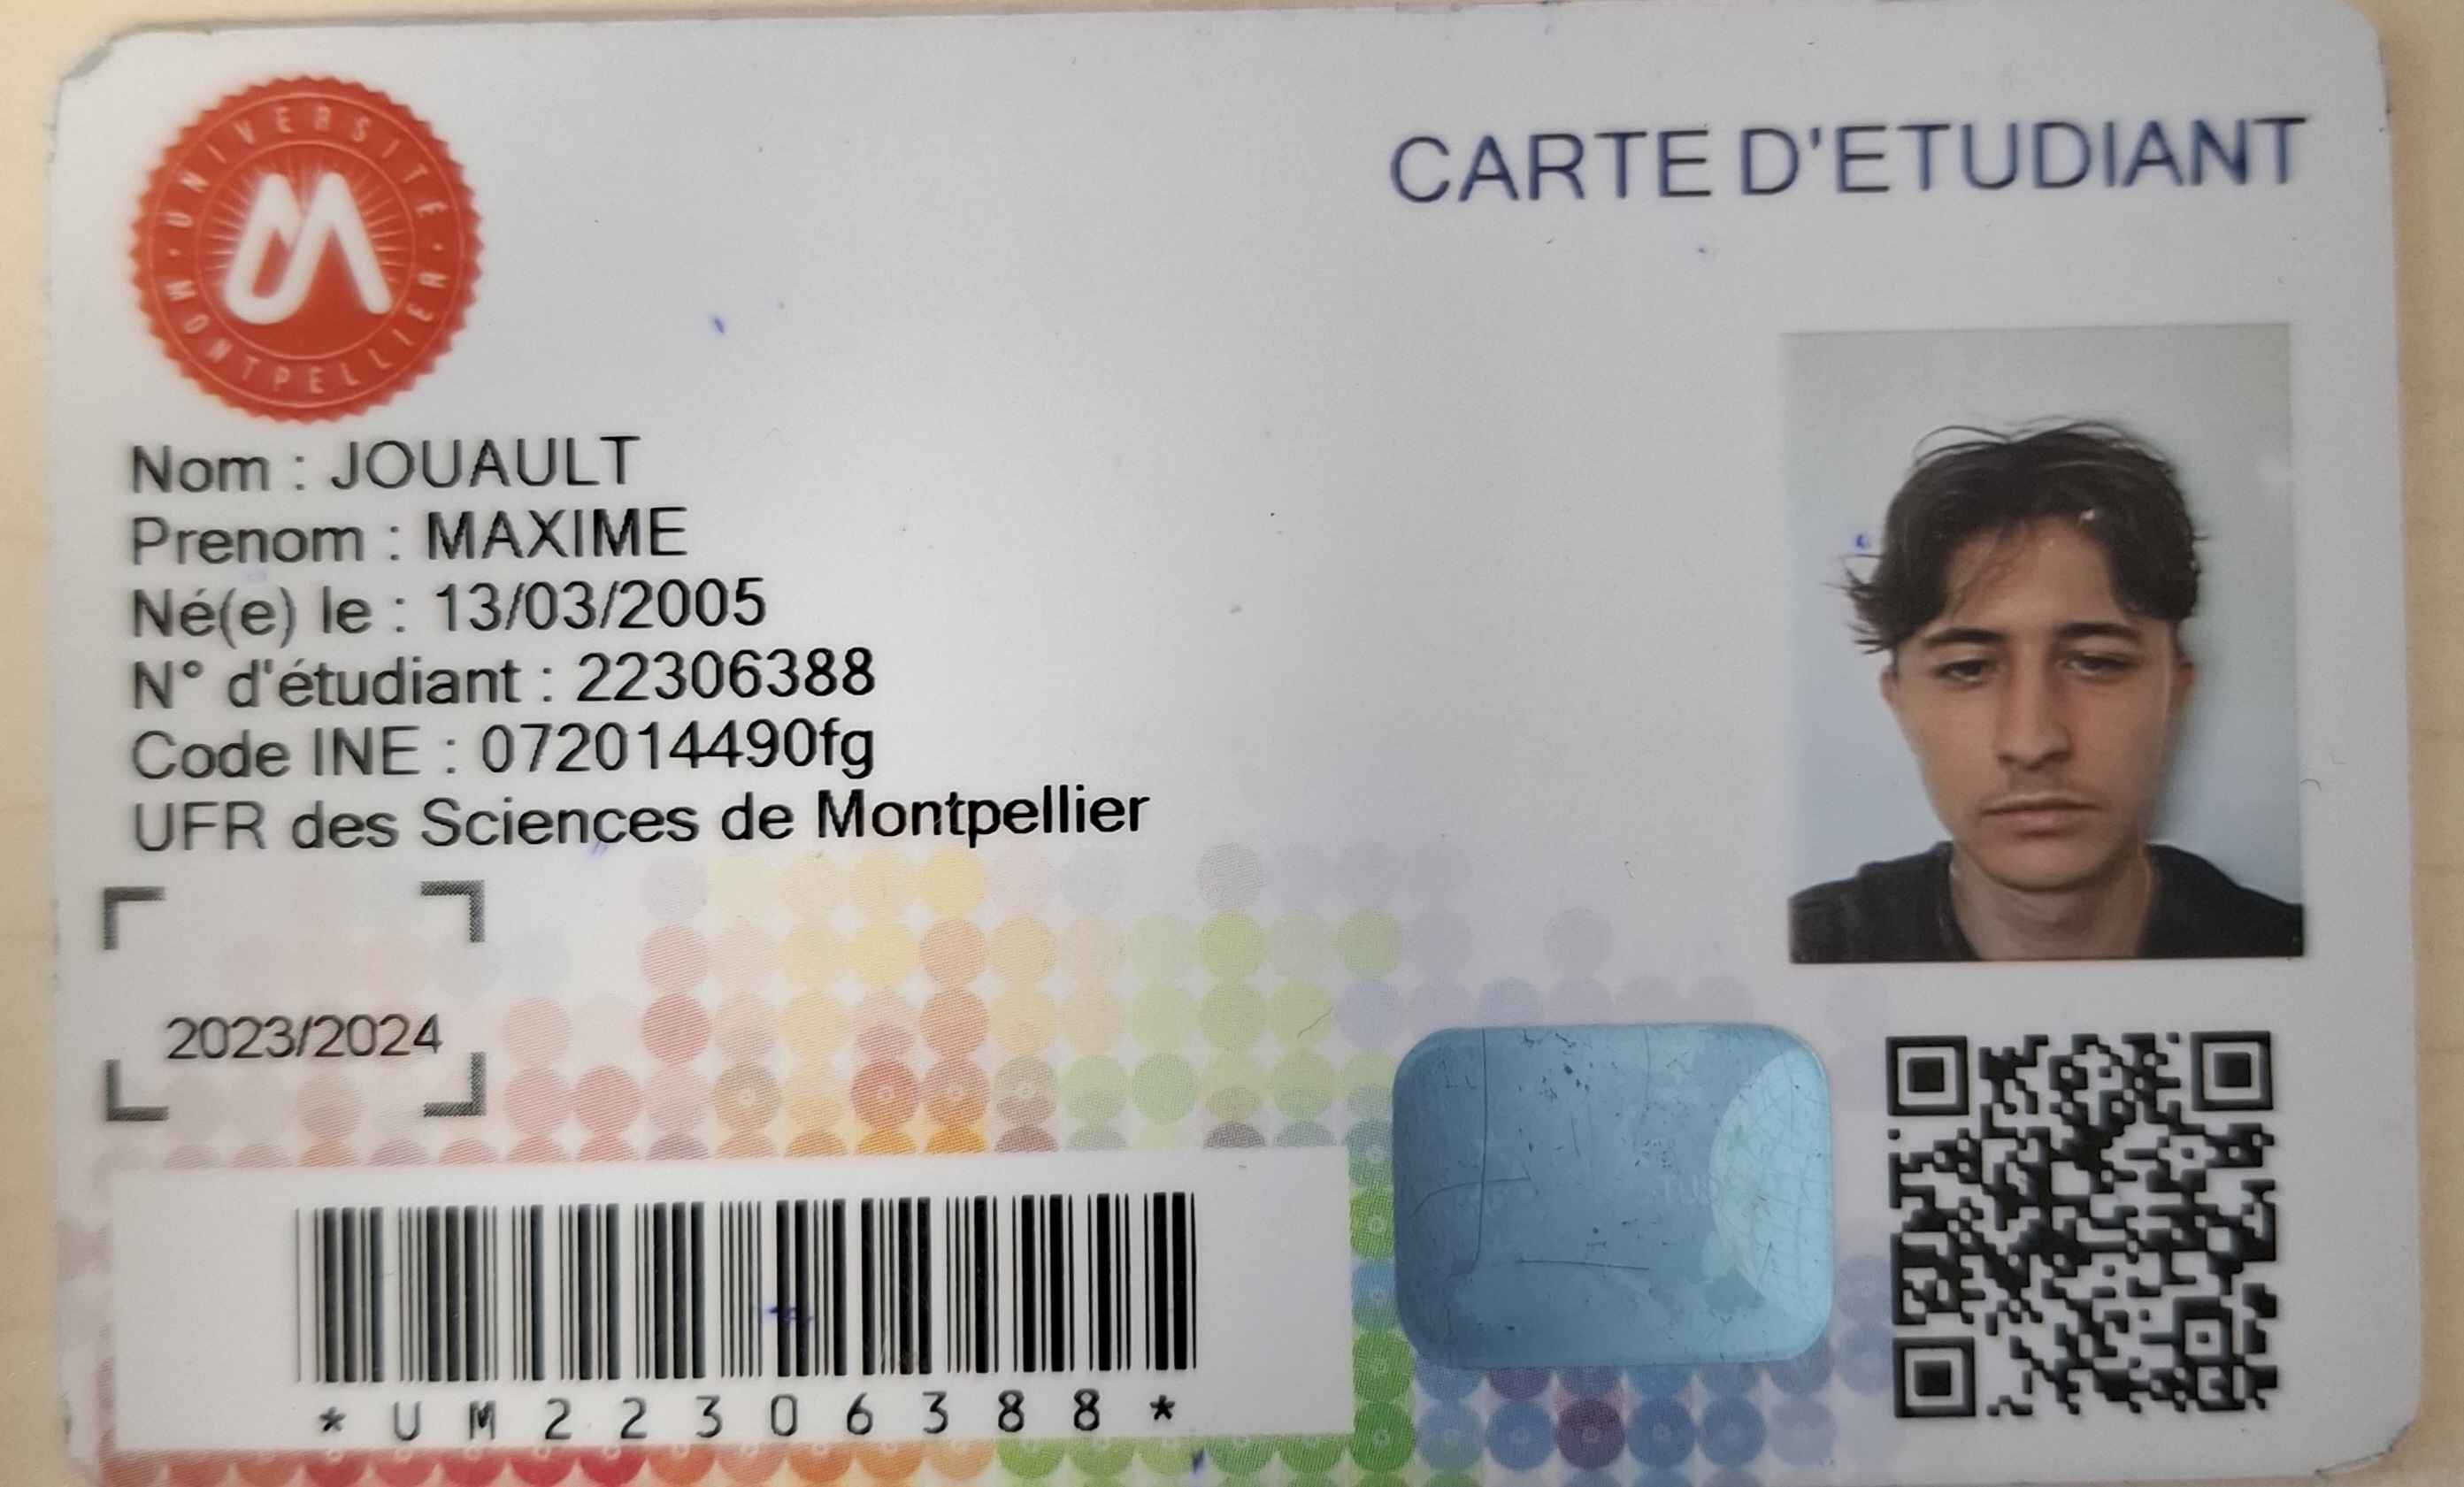 UNIVERSITÉ
MONTPELLIER
CARTE D'ETUDIANT
Nom : JOUAULT
Prenom : MAXIME
Né(e) le : 13/03/2005
N° d'étudiant : 22306388
Code INE : 072014490fg
UFR des Sciences de Montpellier
2023/2024
*UM22306388*